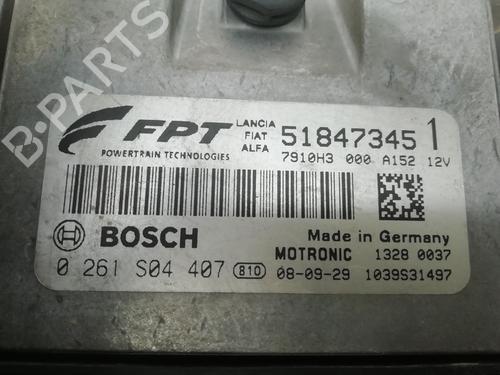 B-PARTS
FPT
POWERTRAIN TECHNOLOGIES
LANCIA
FIAT
ALFA
51847345 1
7910H3 000 A152 12V
BOSCH
Made in Germany
MOTRONIC 1328 0037
0 261 S04 407 810 08-09-29 1039S31497